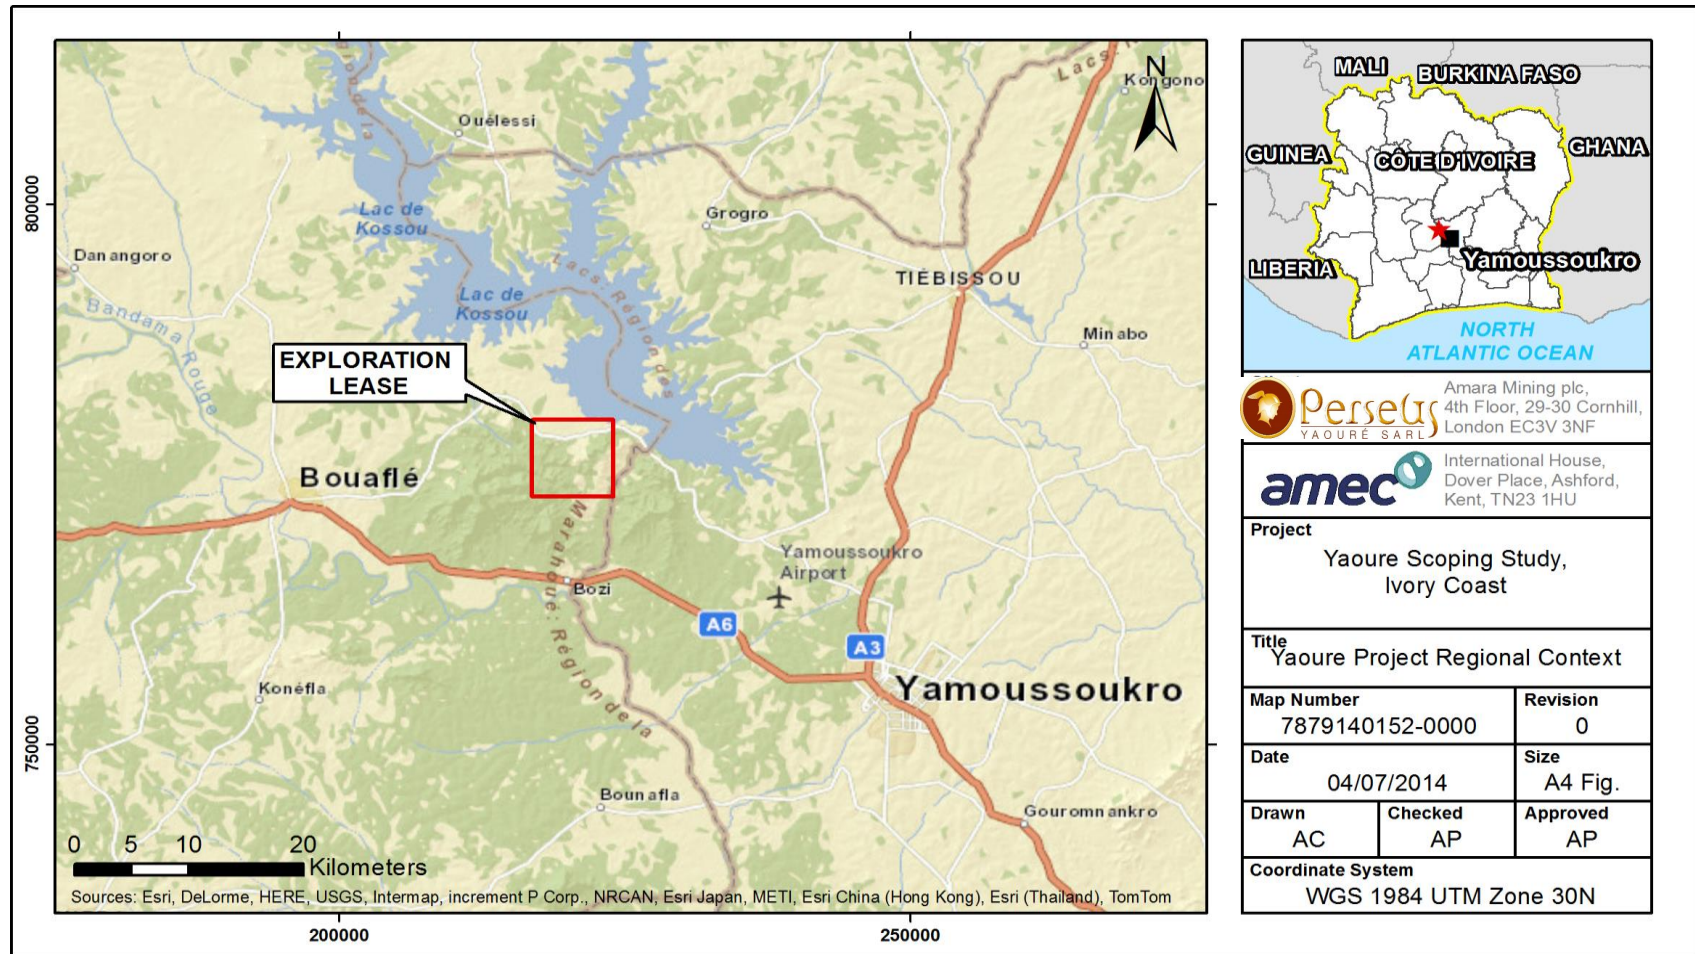 N
Kongono
Lacs: R
gion de la
Ouélessi
800000
Lac de
Kossou
Grogro
Danangoro
Lacs: Région des
TIÉBISSOU
Lac de
Kossou
Bandama Rouge
Minabo
EXPLORATION
LEASE
Bouaflé
Marahoué: Région de la
Yamoussoukro
Airport
Bozi
A6
A3
Konéfla
Yamoussoukro
750000
Bounafla
Gouromnankro
0 5 10 20
Kilometers
Sources: Esri, DeLorme, HERE, USGS, Intermap, increment P Corp., NRCAN, Esri Japan, METI, Esri China (Hong Kong), Esri (Thailand), TomTom
200000
250000
MALI
BURKINA FASO
GUINEA
CÔTE D'IVOIRE
GHANA
LIBERIA
Yamoussoukro
NORTH
ATLANTIC OCEAN
Perseus
YAOURÉ SARL
Amara Mining plc,
4th Floor, 29-30 Cornhill,
London EC3V 3NF
amec
International House,
Dover Place, Ashford,
Kent, TN23 1HU
Project
Yaoure Scoping Study,
Ivory Coast
Title
Yaoure Project Regional Context
Map Number
7879140152-0000
Revision
0
Date
04/07/2014
Size
A4 Fig.
Drawn
AC
Checked
AP
Approved
AP
Coordinate System
WGS 1984 UTM Zone 30N